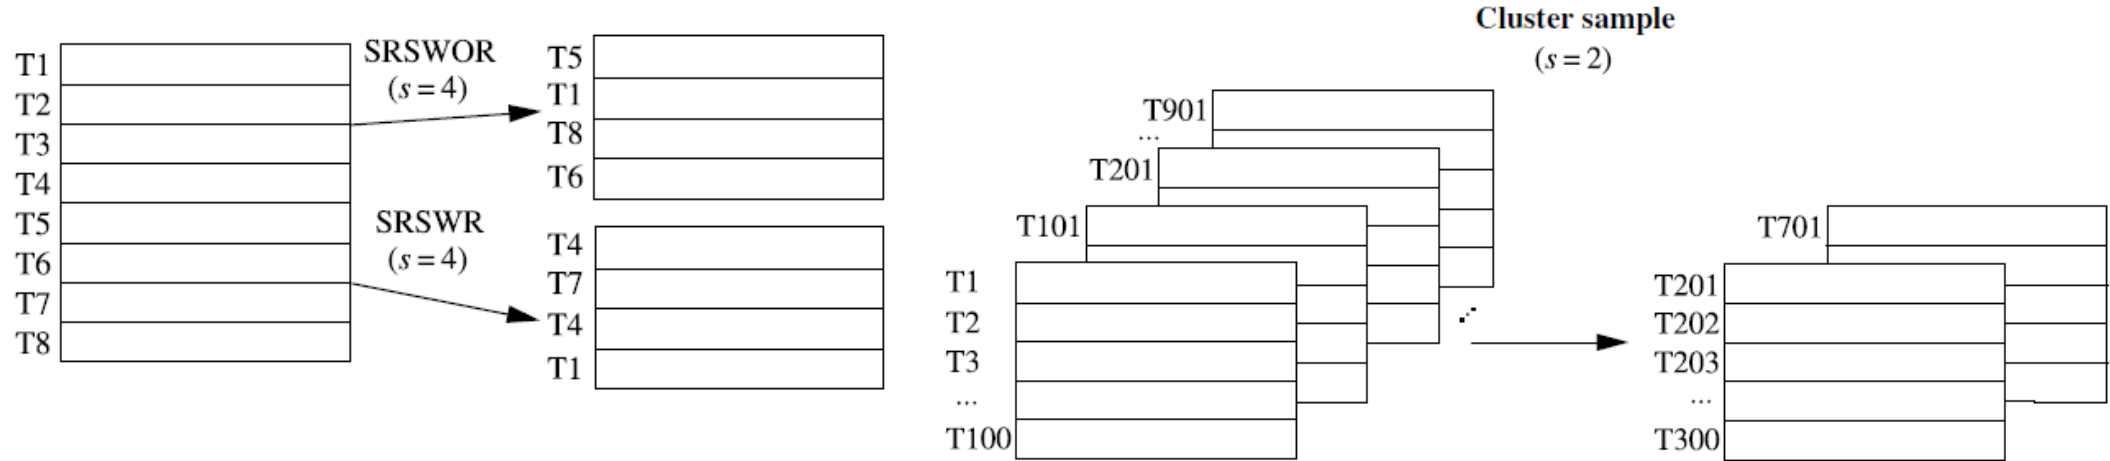 T1
T2
T3
T4
T5
T6
T7
T8
SRSWOR
(s = 4)
SRSWR
(s = 4)
T5
T1
T8
T6
T4
T7
T4
T1
Cluster sample
(s = 2)
T901
...
T201
T101
T1
T2
T3
...
T100
T701
T201
T202
T203
...
T300